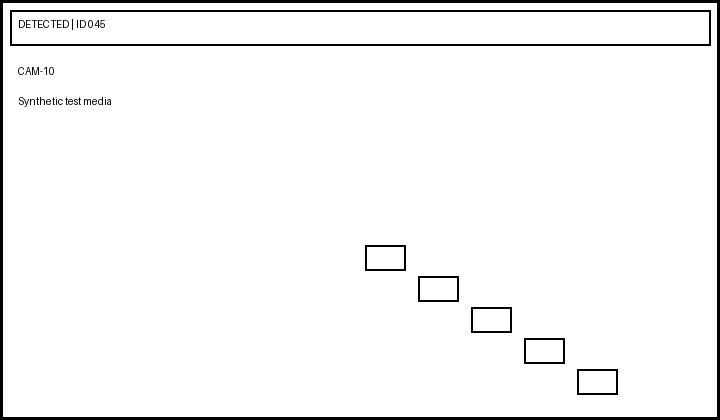 DETECTED | ID 045
CAM-10
Synthetic test media